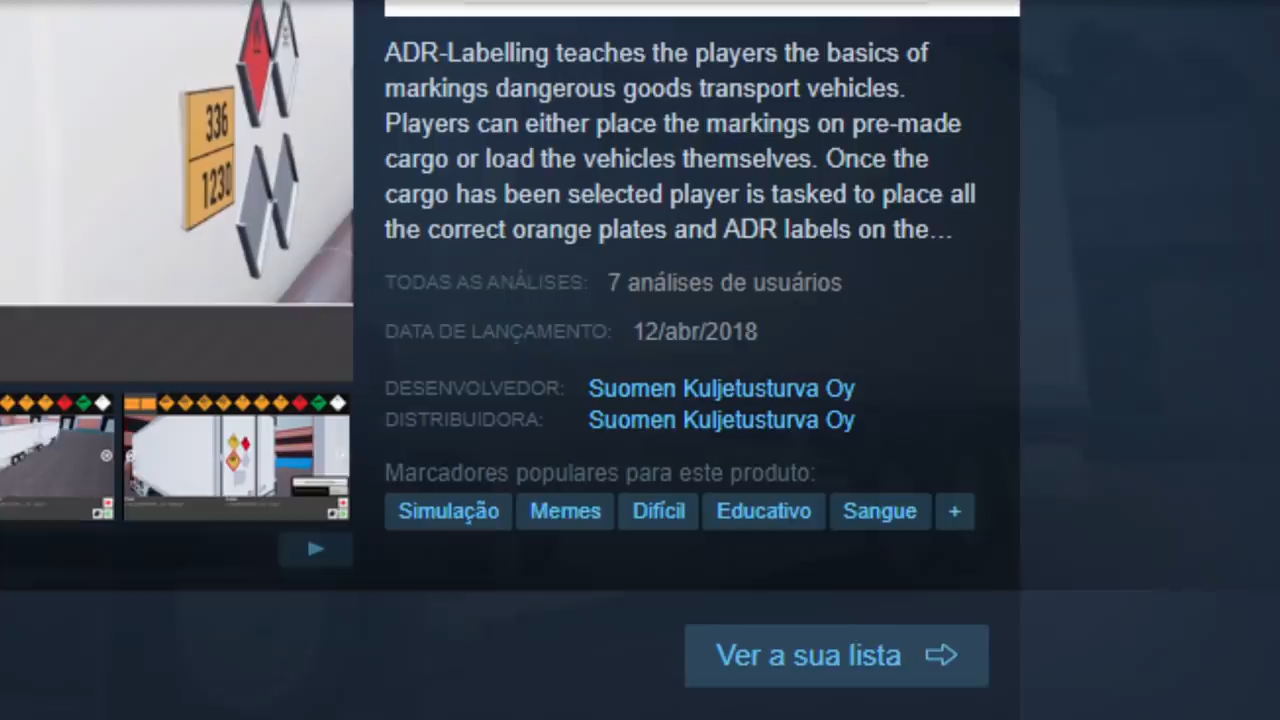 336
1230
ADR-Labelling teaches the players the basics of
markings dangerous goods transport vehicles.
Players can either place the markings on pre-made
cargo or load the vehicles themselves. Once the
cargo has been selected player is tasked to place all
the correct orange plates and ADR labels on the...
TODAS AS ANÁLISES: 7 análises de usuários
DATA DE LANÇAMENTO: 12/abr/2018
DESENVOLVEDOR: Suomen Kuljetusturva Oy
DISTRIBUIDORA: Suomen Kuljetusturva Oy
Marcadores populares para este produto:
Simulação Memes Difícil Educativo Sangue +
Ver a sua lista